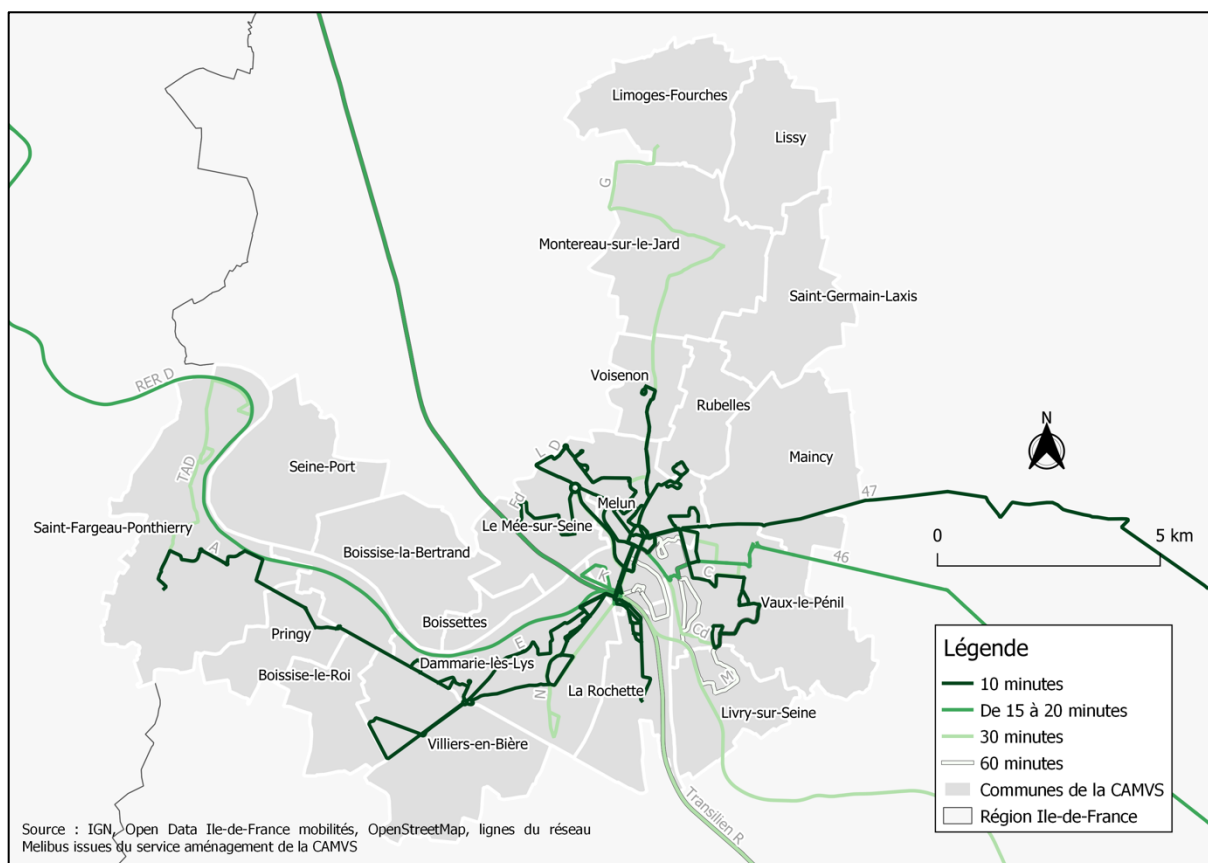 Limoges-Fourches
Lissy
G
Montereau-sur-le-Jard
Saint-Germain-Laxis
Voisenon
RER D
Rubelles
N
L D
Maincy
Seine-Port
TAD
47
Ed
Melun
Le Mée-sur-Seine
Saint-Fargeau-Ponthierry
0
5 km
A
Boissise-la-Bertrand
46
K
C
Vaux-le-Pénil
Boissettes
Pringy
E
Cd
Dammarie-lès-Lys
Boissise-le-Roi
M
N
La Rochette
Livry-sur-Seine
Villiers-en-Bière
Transilien R
Légende
10 minutes
De 15 à 20 minutes
30 minutes
60 minutes
Communes de la CAMVS
Région Ile-de-France
Source : IGN, Open Data Ile-de-France mobilités, OpenStreetMap, lignes du réseau
Melibus issues du service aménagement de la CAMVS